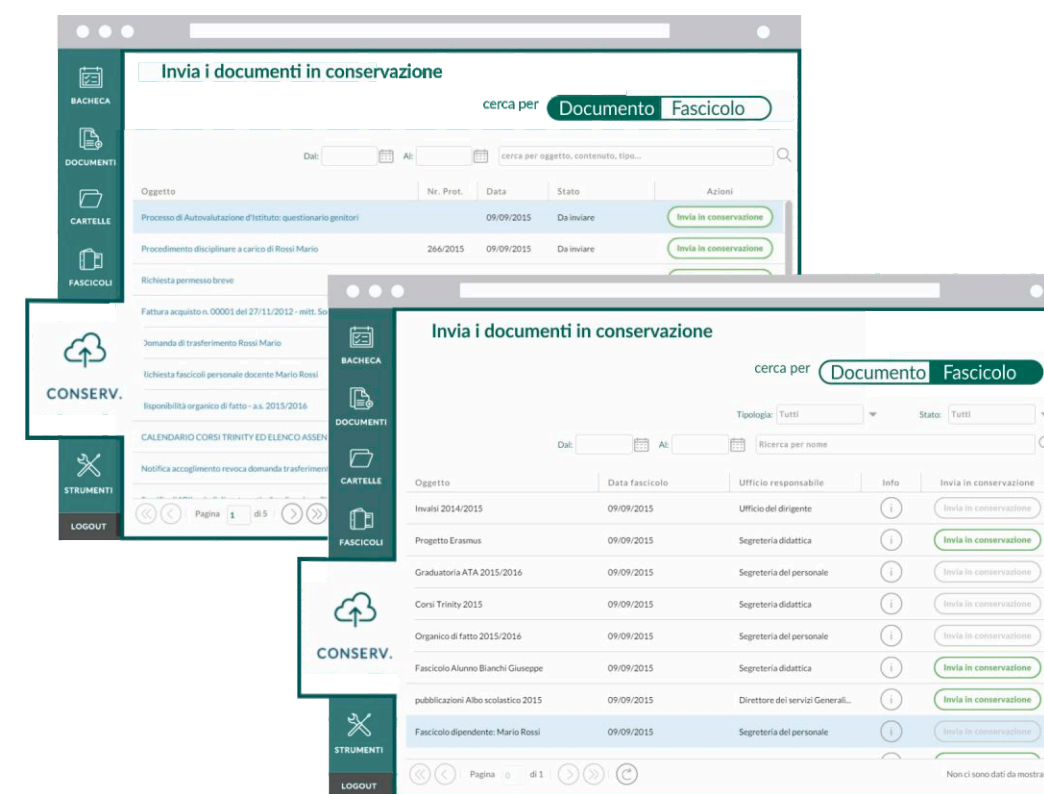 Invia i documenti in conservazione
cerca per Documento Fascicolo
BACHECA
DOCUMENTI
CARTELLE
FASCICOLI
CONSERV.
STRUMENTI
LOGOUT
Dal: Al: cerca per oggetto, contenuto, tipo...
Oggetto Nr. Prot. Data Stato Azioni
Processo di Autovalutazione d'Istituto: questionario genitori 09/09/2015 Da inviare Invia in conservazione
Procedimento disciplinare a carico di Rossi Mario 266/2015 09/09/2015 Da inviare Invia in conservazione
Richiesta permesso breve
Fattura acquisto n. 00001 del 27/11/2012 - mitt. So
Domanda di trasferimento Rossi Mario
Richiesta fascicoli personale docente Mario Rossi
Disponibilità organico di fatto - a.s. 2015/2016
CALENDARIO CORSI TRINITY ED ELENCO ASSEN
Notifica accoglimento revoca domanda trasferiment
Pagina 1 di 5
Invia i documenti in conservazione
cerca per Documento Fascicolo
BACHECA
DOCUMENTI
CARTELLE
FASCICOLI
CONSERV.
STRUMENTI
LOGOUT
Tipologia: Tutti Stato: Tutti
Dal: Al: Ricerca per nome
Oggetto Data fascicolo Ufficio responsabile Info Invia in conservazione
Invalsi 2014/2015 09/09/2015 Ufficio del dirigente i Invia in conservazione
Progetto Erasmus 09/09/2015 Segreteria didattica i Invia in conservazione
Graduatoria ATA 2015/2016 09/09/2015 Segreteria del personale i Invia in conservazione
Corsi Trinity 2015 09/09/2015 Segreteria didattica i Invia in conservazione
Organico di fatto 2015/2016 09/09/2015 Segreteria del personale i Invia in conservazione
Fascicolo Alunno Bianchi Giuseppe 09/09/2015 Segreteria didattica i Invia in conservazione
pubblicazioni Albo scolastico 2015 09/09/2015 Direttore dei servizi Generali... i Invia in conservazione
Fascicolo dipendente: Mario Rossi 09/09/2015 Segreteria del personale i Invia in conservazione
Pagina 0 di 1 Non ci sono dati da mostra